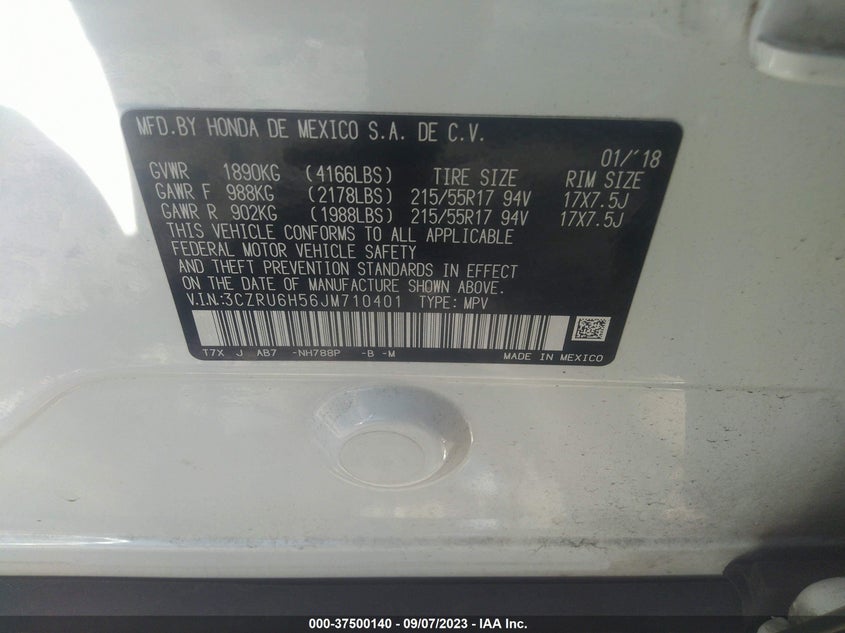 MFD.BY HONDA DE MEXICO S.A. DE C.V.
01/'18
GVWR 1890KG (4166LBS) TIRE SIZE RIM SIZE
GAWR F 988KG (2178LBS) 215/55R17 94V 17X7.5J
GAWR R 902KG (1988LBS) 215/55R17 94V 17X7.5J
THIS VEHICLE CONFORMS TO ALL APPLICABLE
FEDERAL MOTOR VEHICLE SAFETY
AND THEFT PREVENTION STANDARDS IN EFFECT
ON THE DATE OF MANUFACTURE SHOWN ABOVE.
V.IN.:3CZRU6H56JM710401 TYPE: MPV
T7X J AB7 -NH788P -B -M MADE IN MEXICO
000-37500140 - 09/07/2023 - IAA Inc.